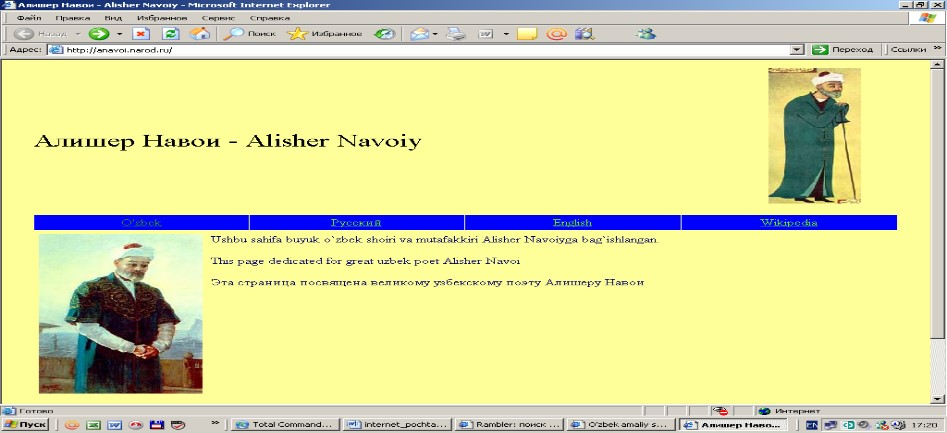 Алишер Навои - Alisher Navoiy - Microsoft Internet Explorer
Файл Правка Вид Избранное Сервис Справка
Назад Поиск Избранное
Адрес: http://anavoi.narod.ru/ Переход Ссылки »
Алишер Навои - Alisher Navoiy
O'zbek Русский English Wikipedia
Ushbu sahifa buyuk o`zbek shoiri va mutafakkiri Alisher Navoiyga bag`ishlangan.
This page dedicated for great uzbek poet Alisher Navoi
Эта страница посвящена великому узбекскому поэту Алишеру Навои
Готово Интернет
Пуск » Total Command... internet_pochta... Rambler: поиск ... O'zbek amaliy s... Алишер Наво... EN 17:20